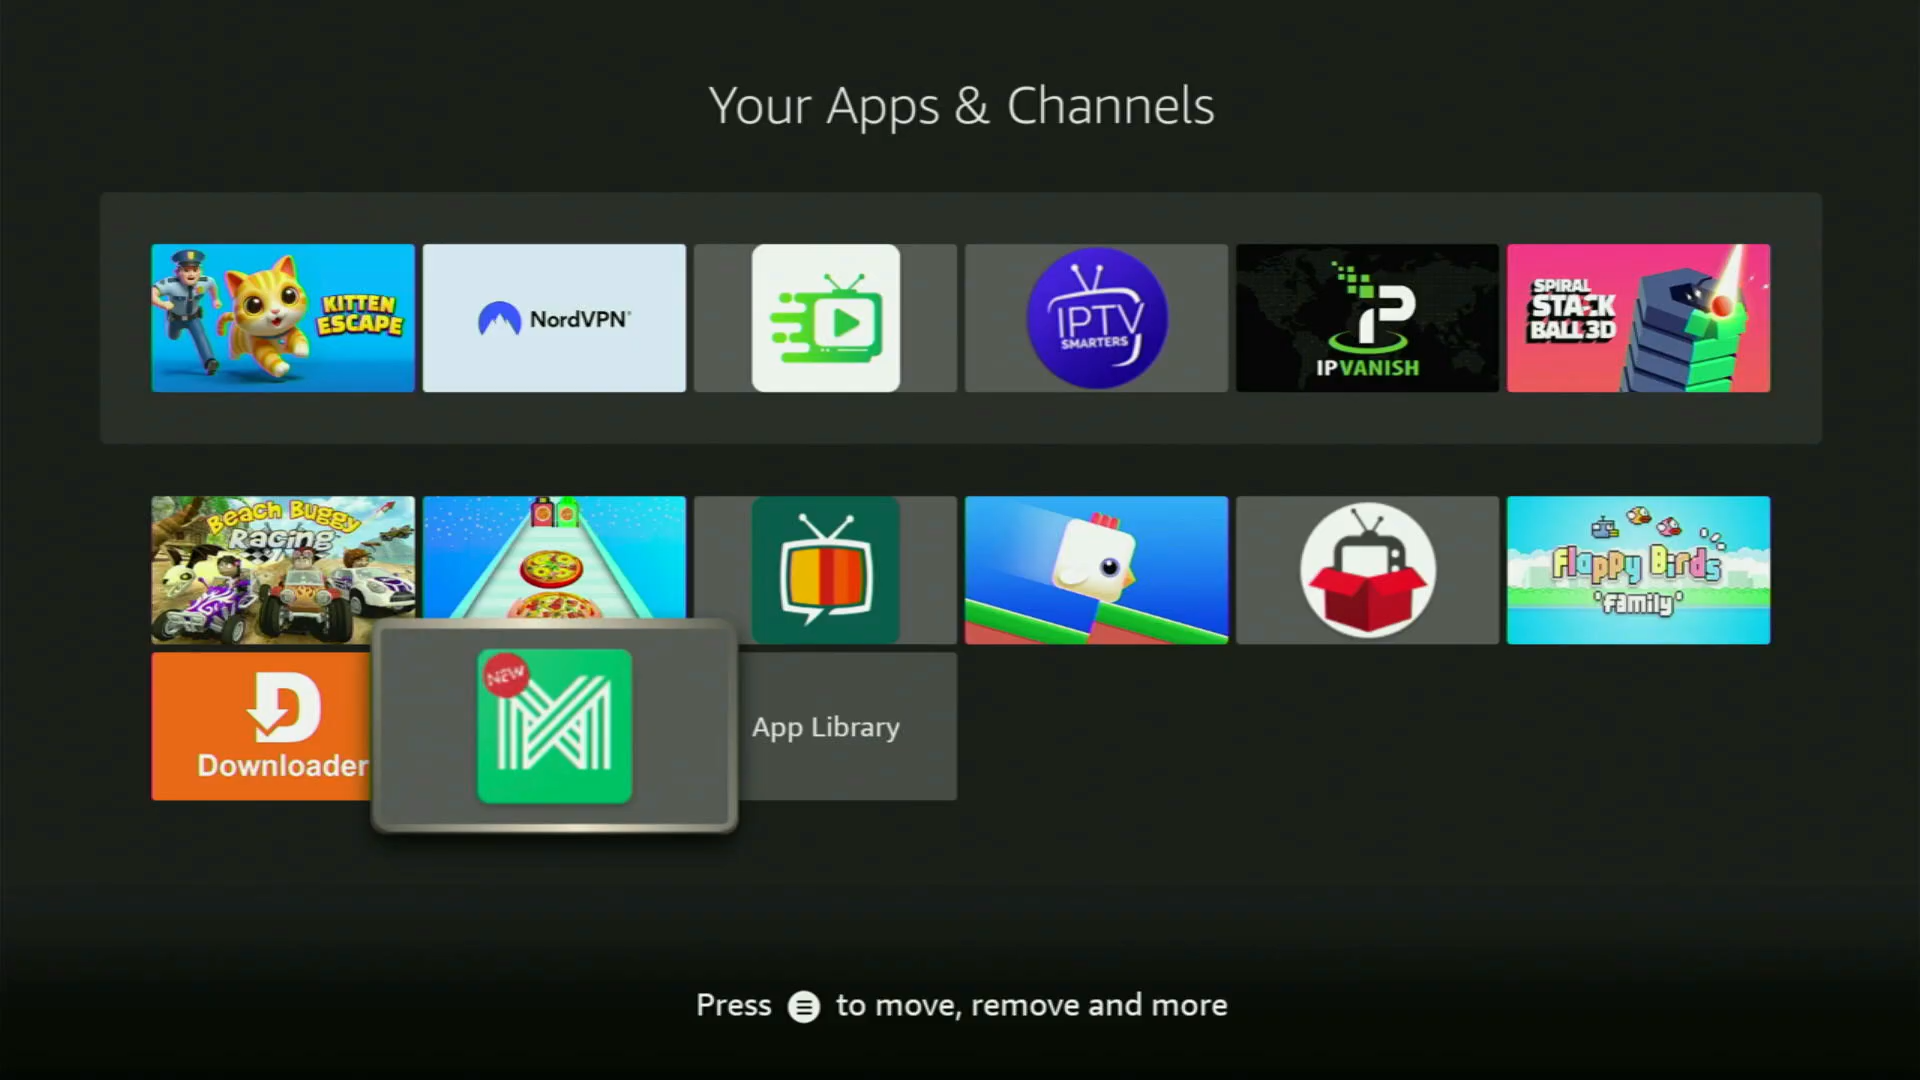 Your Apps & Channels
KITTEN
ESCAPE
NordVPN®
IPTV
SMARTERS
IP
IPVANISH
SPIRAL
STACK
BALL 3D
Beach Buggy
Racing
Flappy Birds
"family"
D
Downloader
NEW
M
App Library
Press to move, remove and more